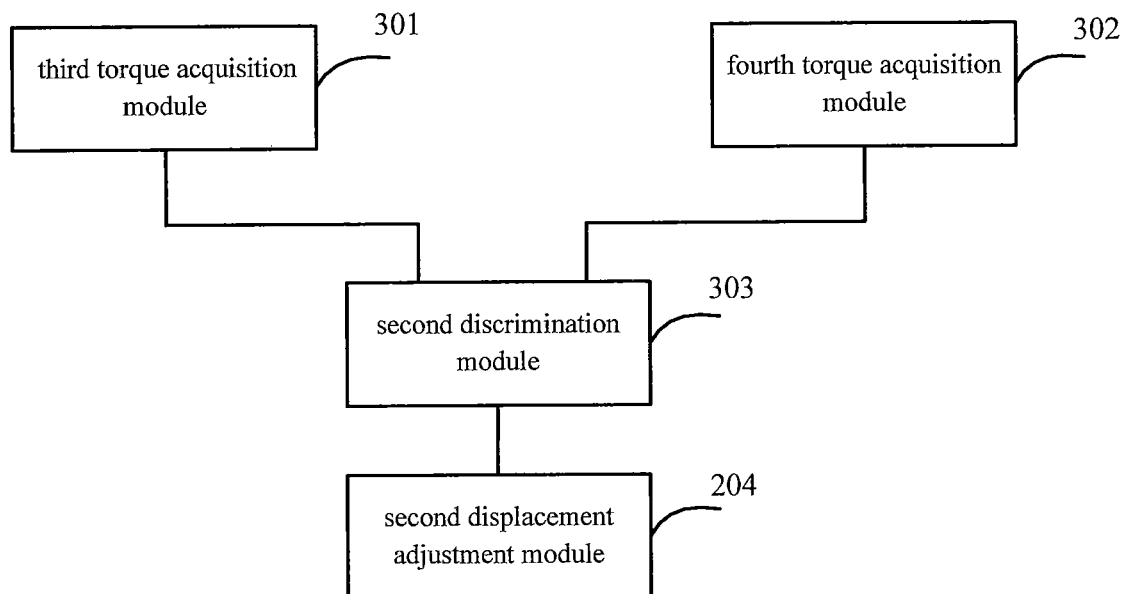 301
third torque acquisition
module
302
fourth torque acquisition
module
303
second discrimination
module
204
second displacement
adjustment module